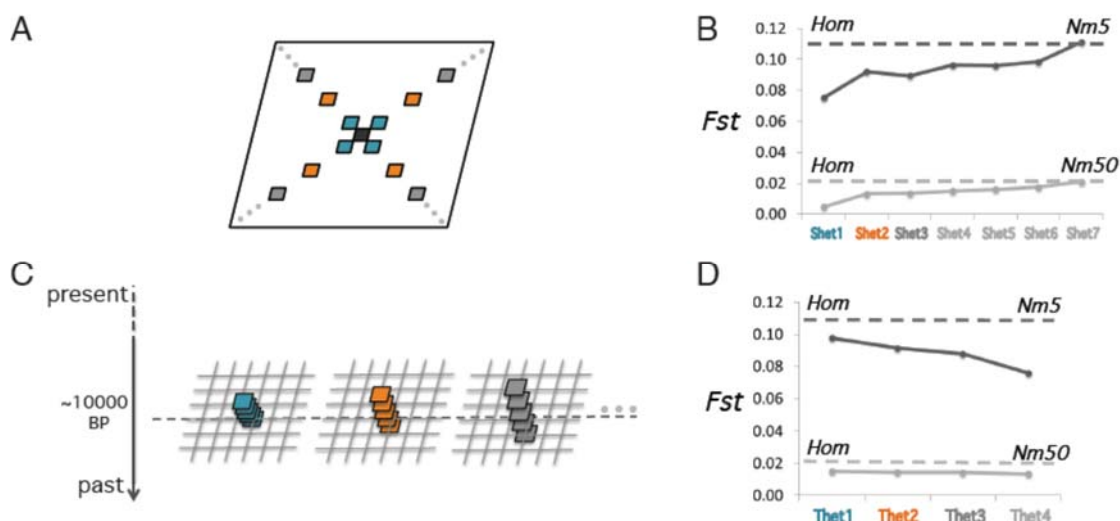 A
B
Hom Nm5
0.12
0.10
0.08
Fst
0.06
0.04
Hom Nm50
0.02
0.00
Shet1 Shet2 Shet3 Shet4 Shet5 Shet6 Shet7
C
present
~10000
BP
past
D
0.12
Hom Nm5
0.10
0.08
Fst
0.06
0.04
Hom Nm50
0.02
0.00
Thet1 Thet2 Thet3 Thet4